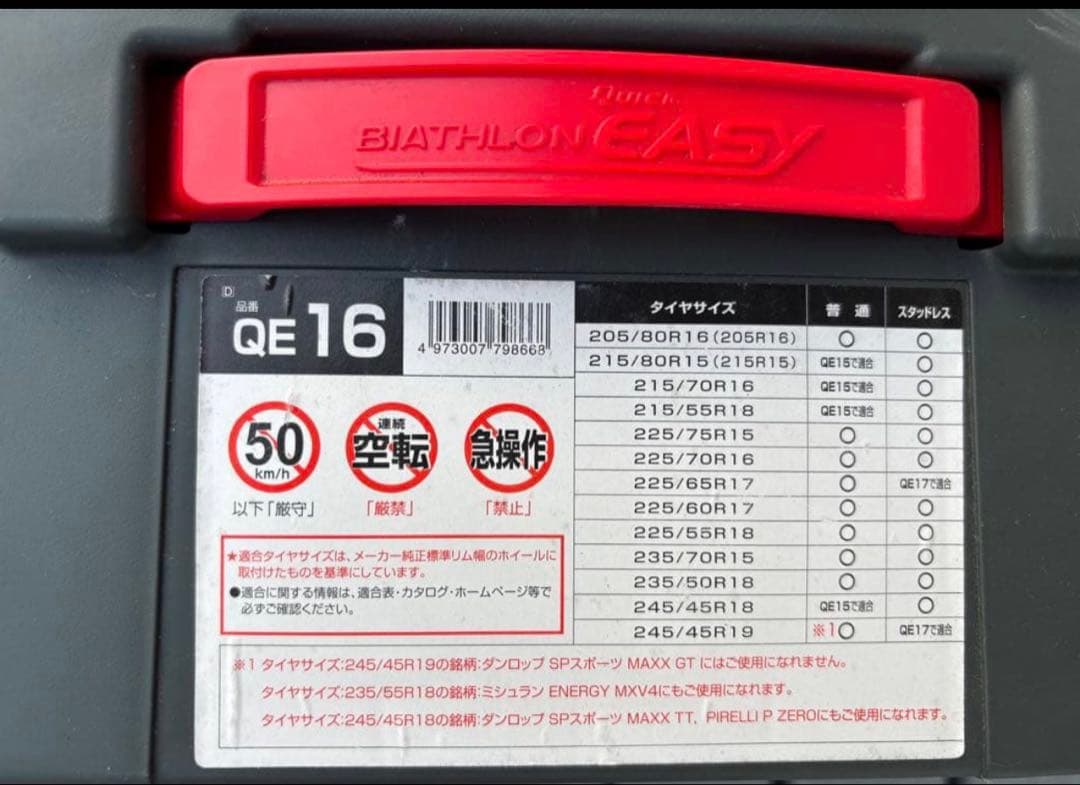 Quick
BIATHLON EASY
D
品番
QE16
4 973007 798668
50
km/h
以下「厳守」
連続
空転
「厳禁」
急操作
「禁止」
★適合タイヤサイズは、メーカー純正標準リム幅のホイールに
取付けたものを基準にしています。
●適合に関する情報は、適合表・カタログ・ホームページ等で
必ずご確認ください。
タイヤサイズ 普通 スタッドレス
205/80R16(205R16) ○ ○
215/80R15(215R15) QE15で適合 ○
215/70R16 QE15で適合 ○
215/55R18 QE15で適合 ○
225/75R15 ○ ○
225/70R16 ○ ○
225/65R17 ○ QE17で適合
225/60R17 ○ ○
225/55R18 ○ ○
235/70R15 ○ ○
235/50R18 ○ ○
245/45R18 QE15で適合 ○
245/45R19 ※1○ QE17で適合
※1 タイヤサイズ:245/45R19の銘柄:ダンロップ SPスポーツ MAXX GT にはご使用になれません。
タイヤサイズ:235/55R18の銘柄:ミシュラン ENERGY MXV4にもご使用になれます。
タイヤサイズ:245/45R18の銘柄:ダンロップ SPスポーツ MAXX TT, PIRELLI P ZEROにもご使用になれます。